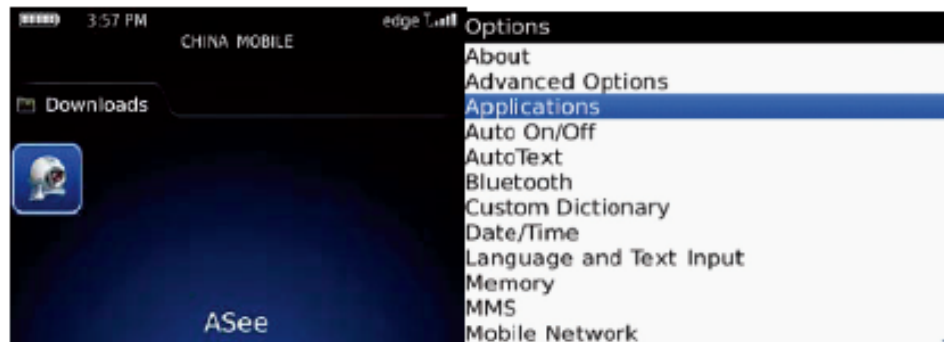 3:57 PM
edge
CHINA MOBILE
Downloads
ASee
Options
About
Advanced Options
Applications
Auto On/Off
AutoText
Bluetooth
Custom Dictionary
Date/Time
Language and Text Input
Memory
MMS
Mobile Network